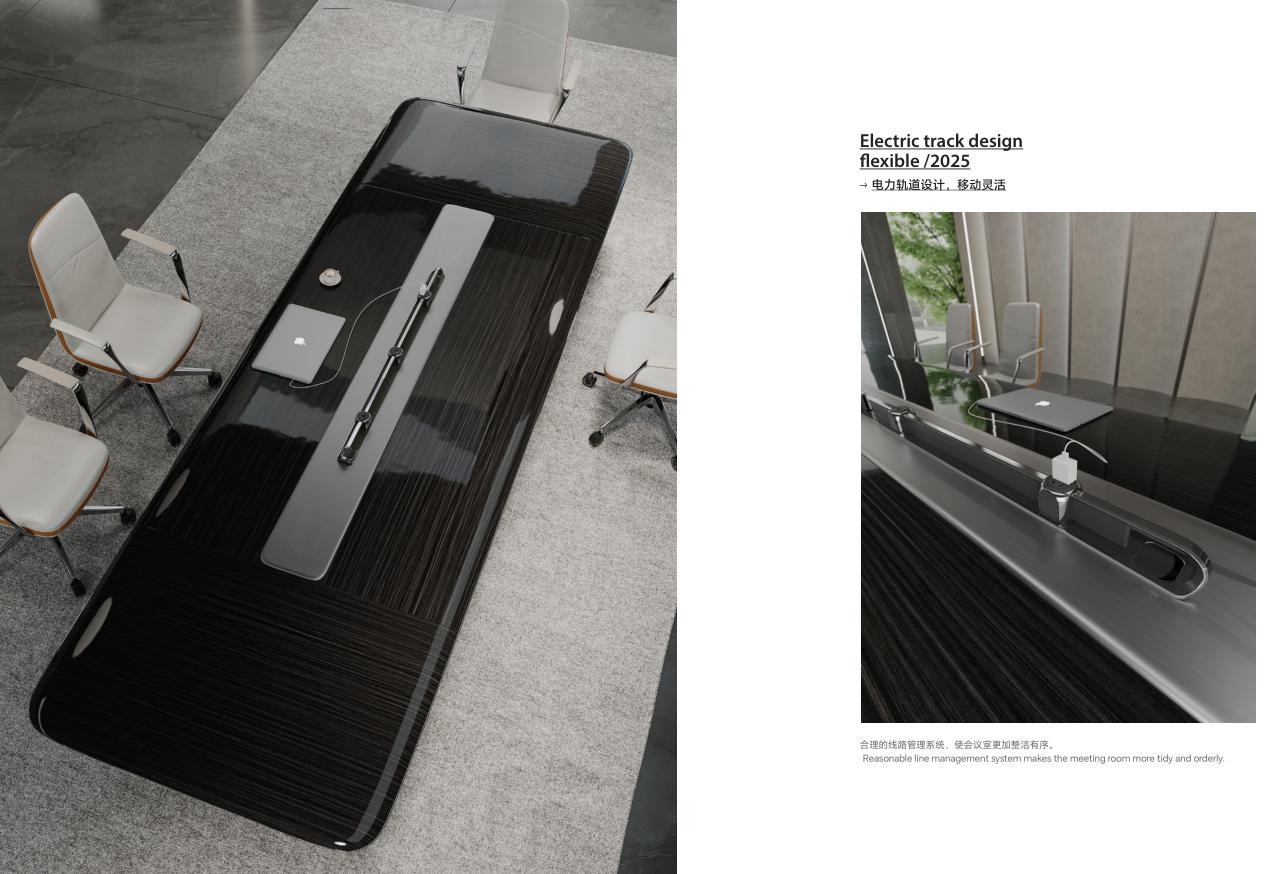 Electric track design
flexible /2025
→ 电力轨道设计，移动灵活
合理的线路管理系统，使会议室更加整洁有序。
Reasonable line management system makes the meeting room more tidy and orderly.